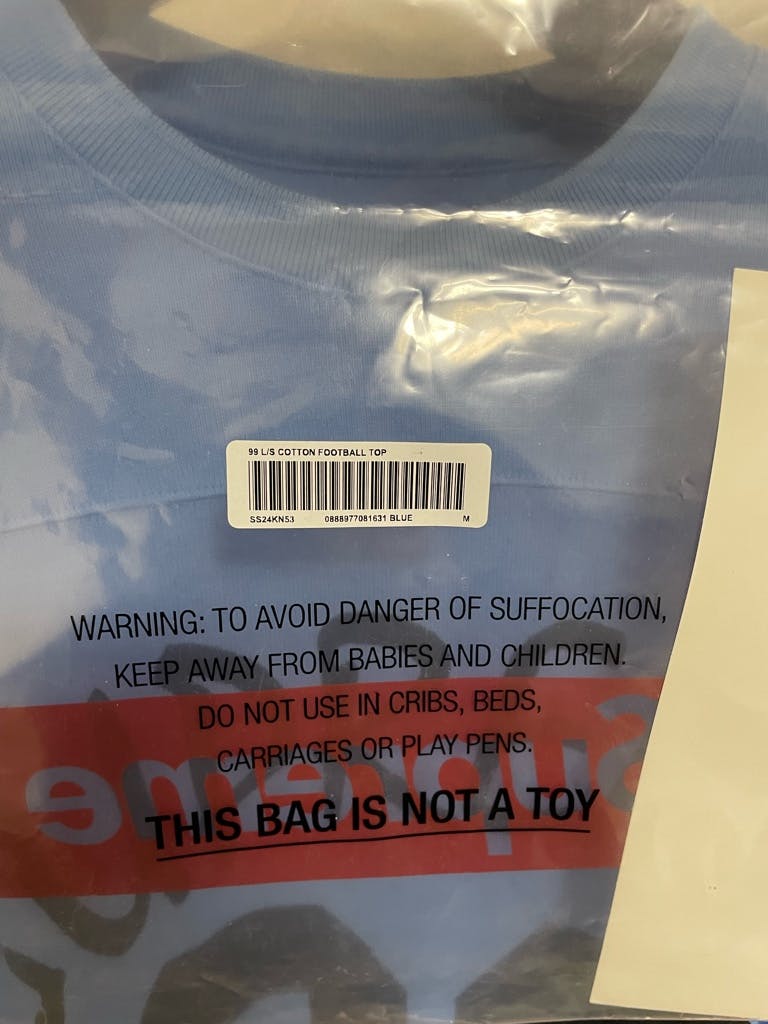 99 L/S COTTON FOOTBALL TOP
SS24KN53 0888977081631 BLUE M
WARNING: TO AVOID DANGER OF SUFFOCATION,
KEEP AWAY FROM BABIES AND CHILDREN.
DO NOT USE IN CRIBS, BEDS,
CARRIAGES OR PLAY PENS.
Supreme
THIS BAG IS NOT A TOY